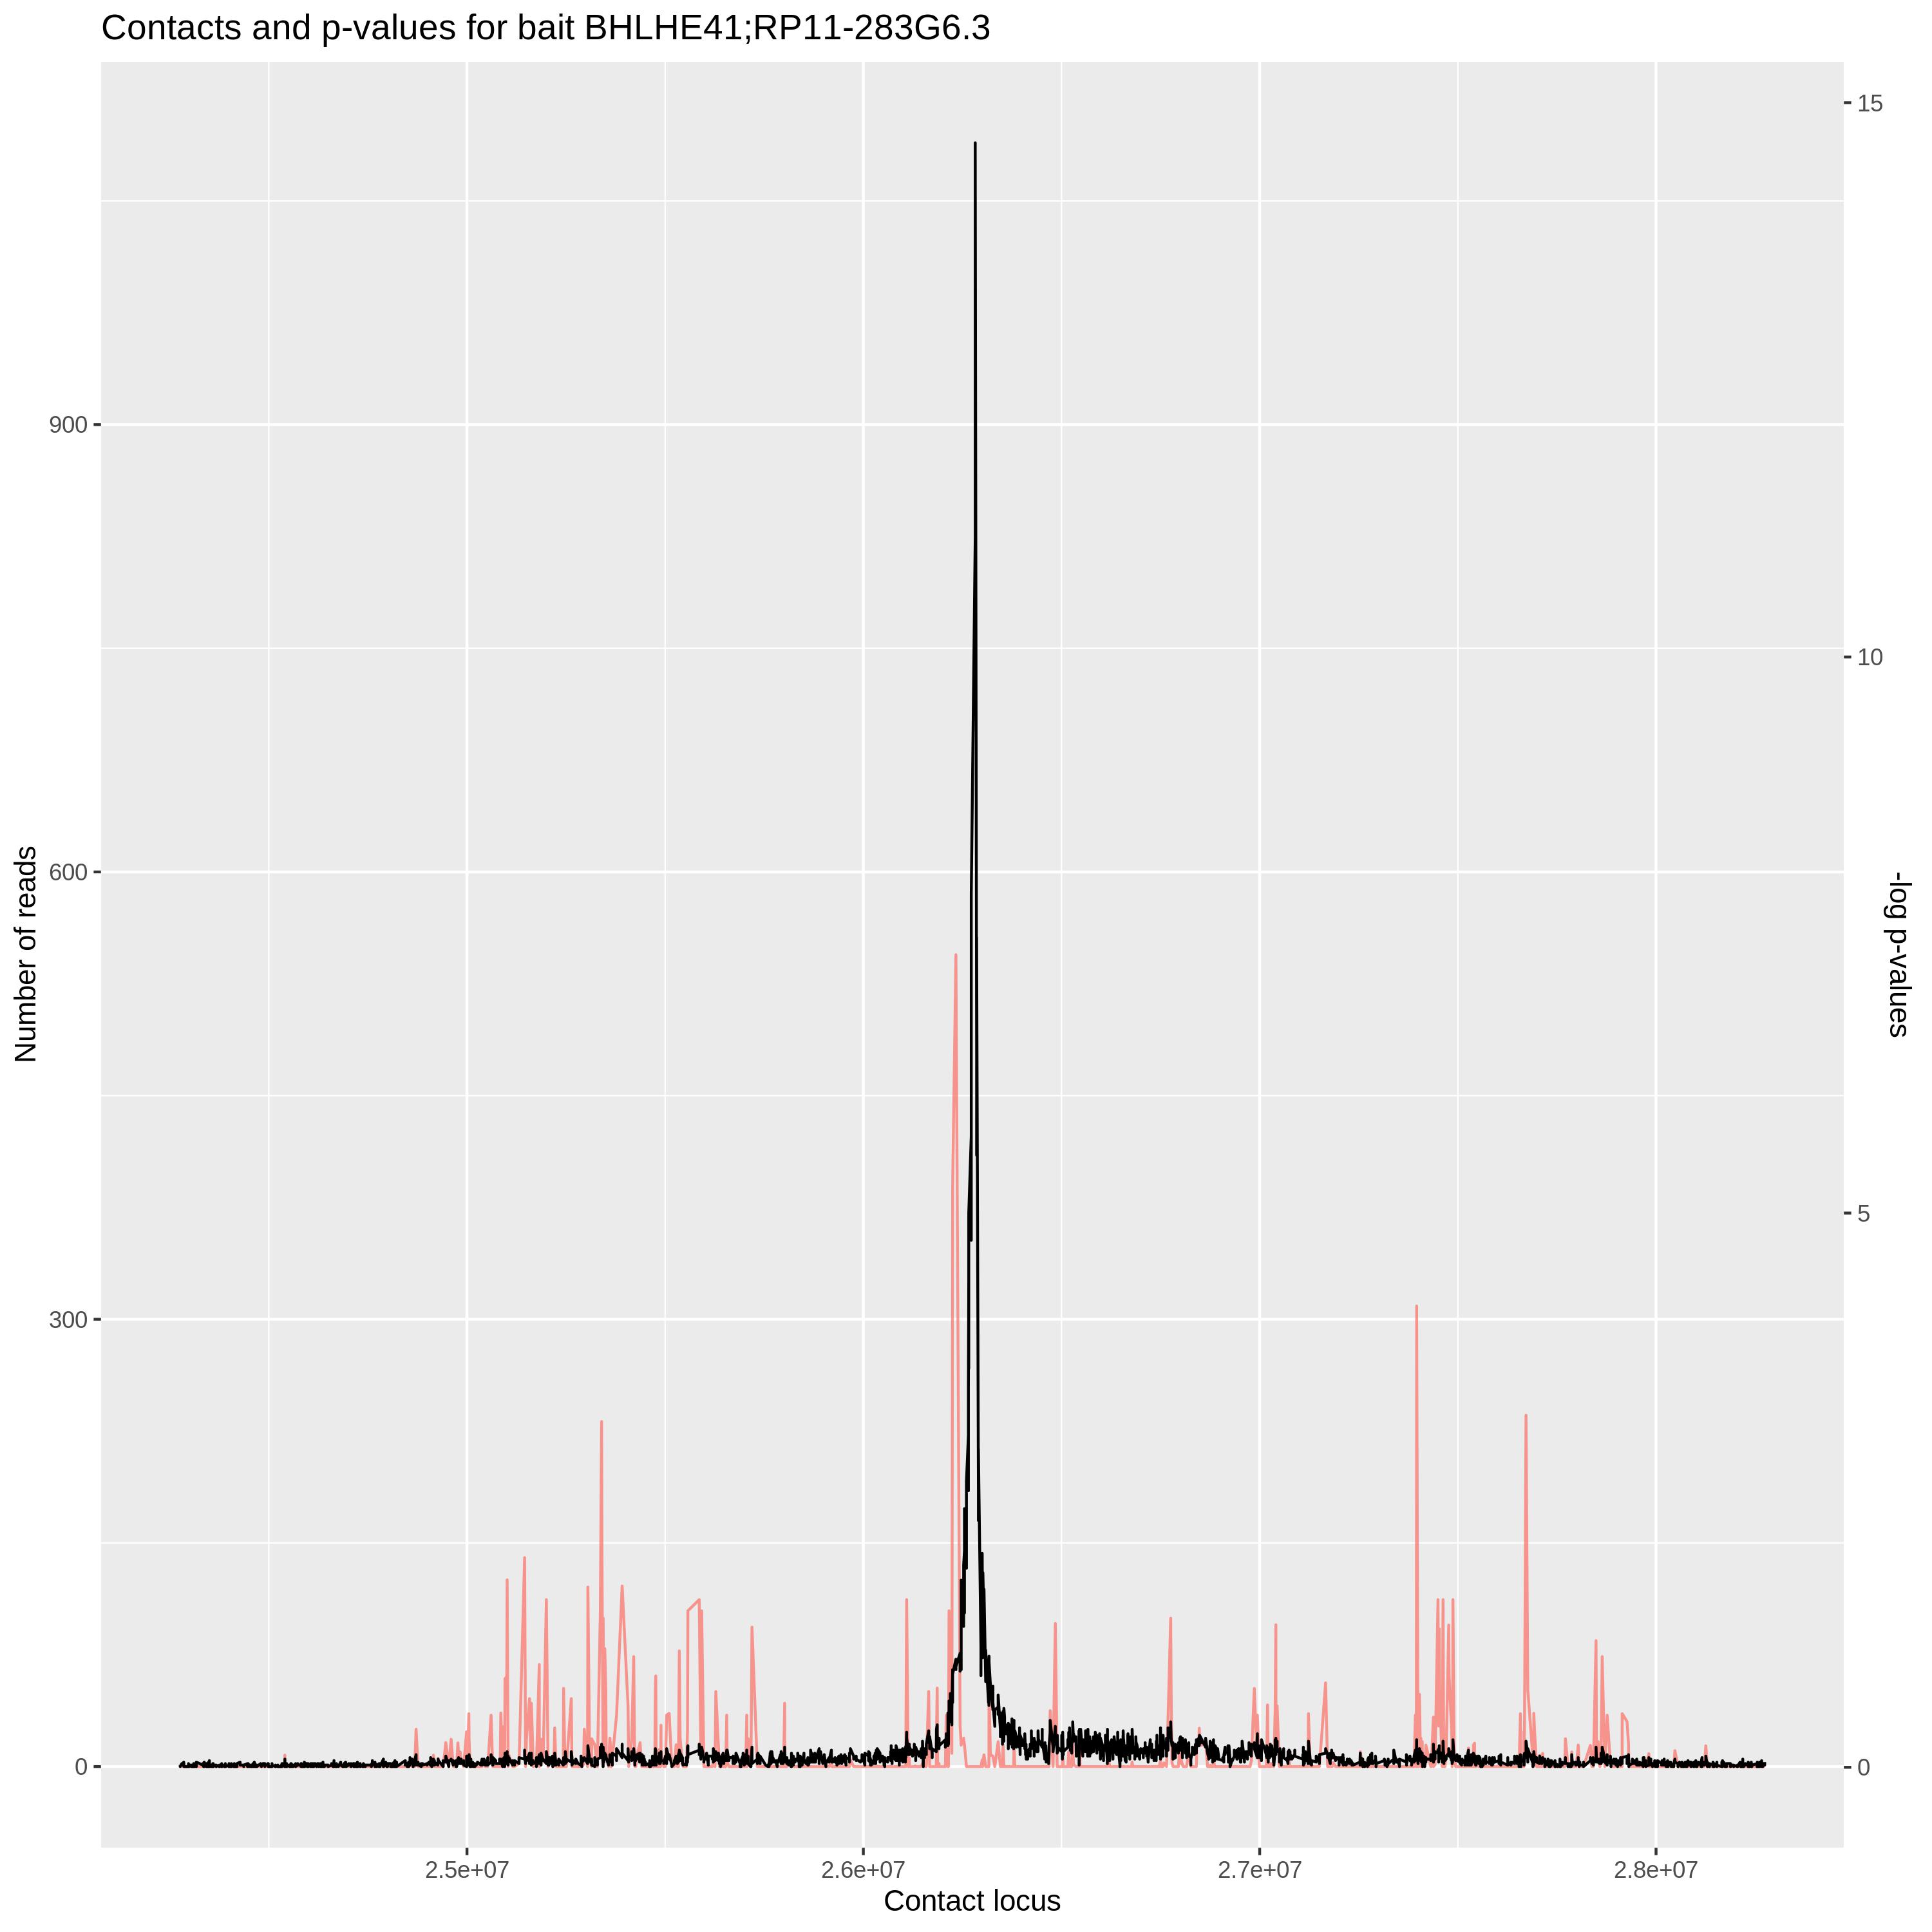 Contacts and p-values for bait BHLHE41;RP11-283G6.3
15
900
10
600
Number of reads
-log p-values
5
300
0
0
2.5e+07
2.6e+07
2.7e+07
2.8e+07
Contact locus